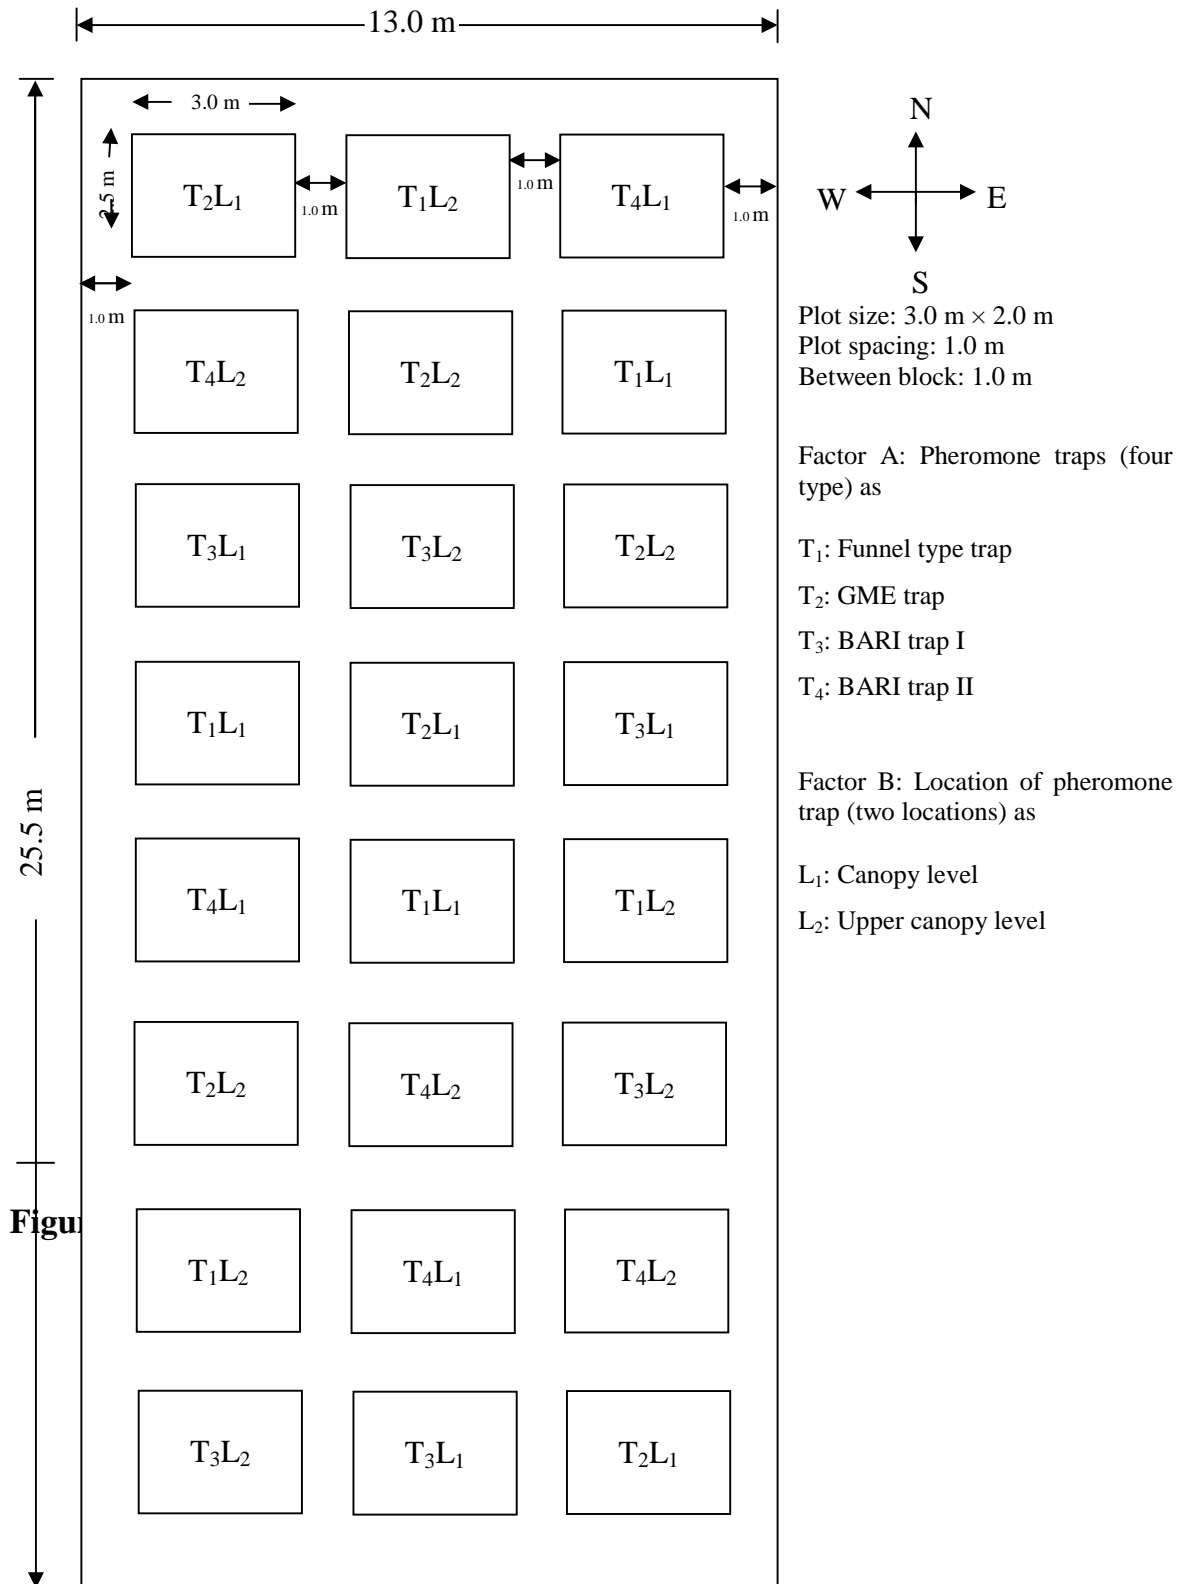 13.0 m
3.0 m
N
2.5 m
T₂L₁
1.0 m
T₁L₂
1.0 m
T₄L₁
1.0 m
W
E
S
1.0 m
Plot size: 3.0 m × 2.0 m
Plot spacing: 1.0 m
Between block: 1.0 m
T₄L₂
T₂L₂
T₁L₁
Factor A: Pheromone traps (four
type) as
T₃L₁
T₃L₂
T₂L₂
T₁: Funnel type trap
T₂: GME trap
T₃: BARI trap I
T₄: BARI trap II
T₁L₁
T₂L₁
T₃L₁
Factor B: Location of pheromone
trap (two locations) as
25.5 m
L₁: Canopy level
L₂: Upper canopy level
T₄L₁
T₁L₁
T₁L₂
T₂L₂
T₄L₂
T₃L₂
T₁L₂
T₄L₁
T₄L₂
T₃L₂
T₃L₁
T₂L₁